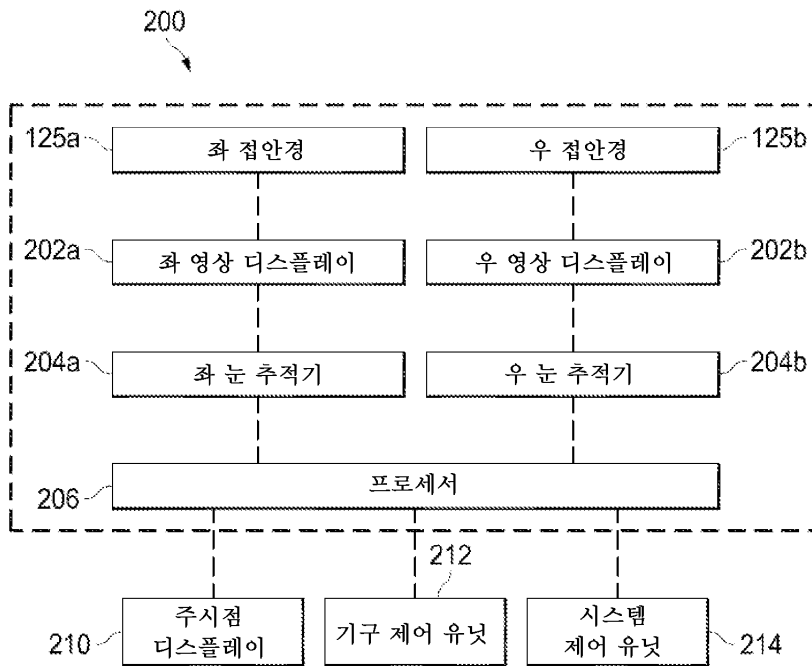 200
125a
좌 접안경
우 접안경
125b
202a
좌 영상 디스플레이
우 영상 디스플레이
202b
204a
좌 눈 추적기
우 눈 추적기
204b
206
프로세서
212
210
주시점
디스플레이
기구 제어 유닛
시스템
제어 유닛
214